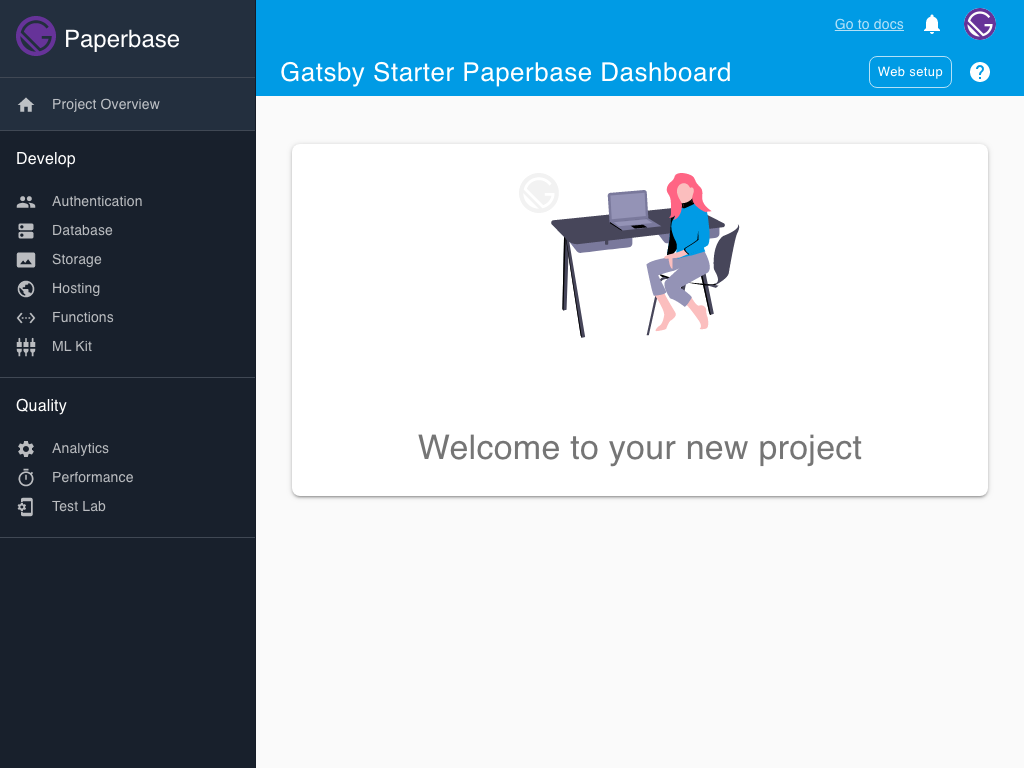 Paperbase
Project Overview
Develop
Authentication
Database
Storage
Hosting
Functions
ML Kit
Quality
Analytics
Performance
Test Lab
Go to docs
Gatsby Starter Paperbase Dashboard
Web setup
Welcome to your new project